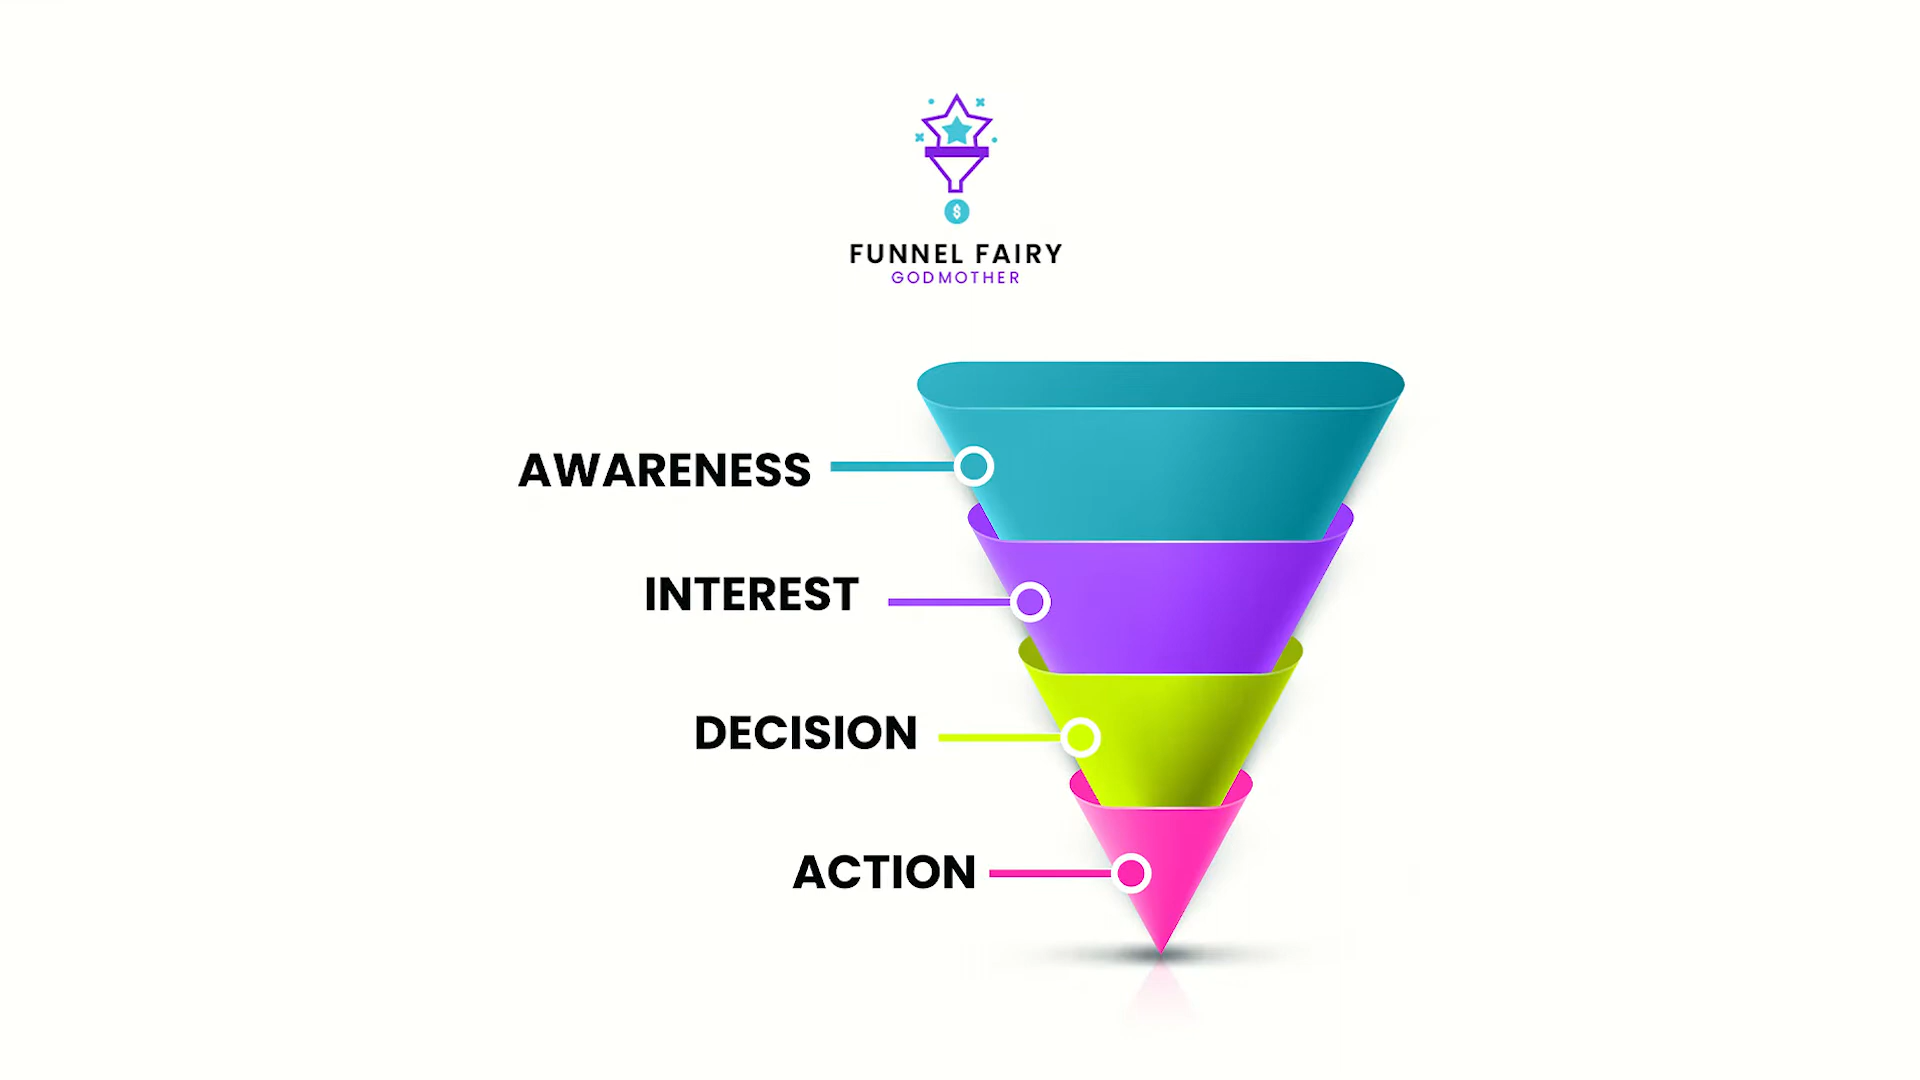 $
FUNNEL FAIRY
GODMOTHER
AWARENESS
INTEREST
DECISION
ACTION